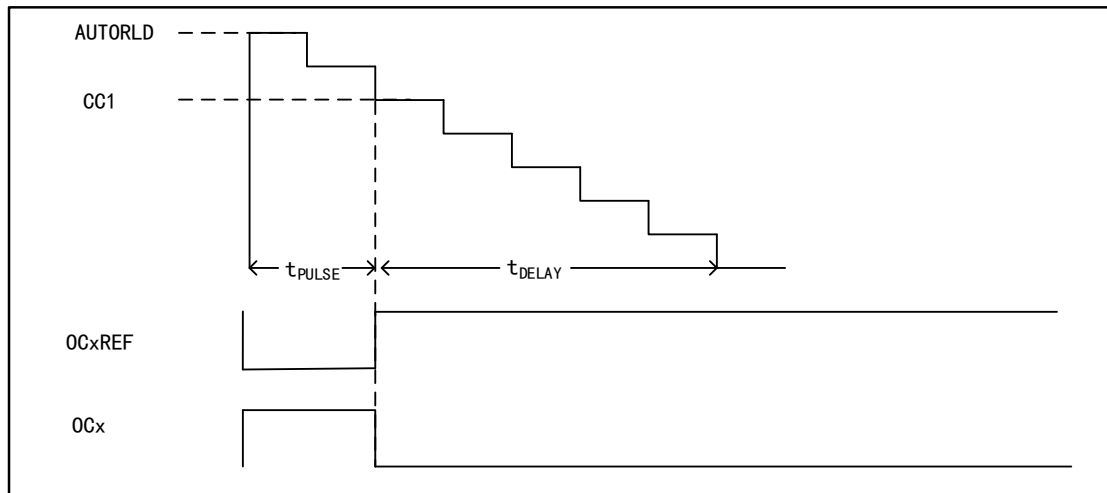 AUTORLD
CC1
tPULSE
tDELAY
OCxREF
OCx